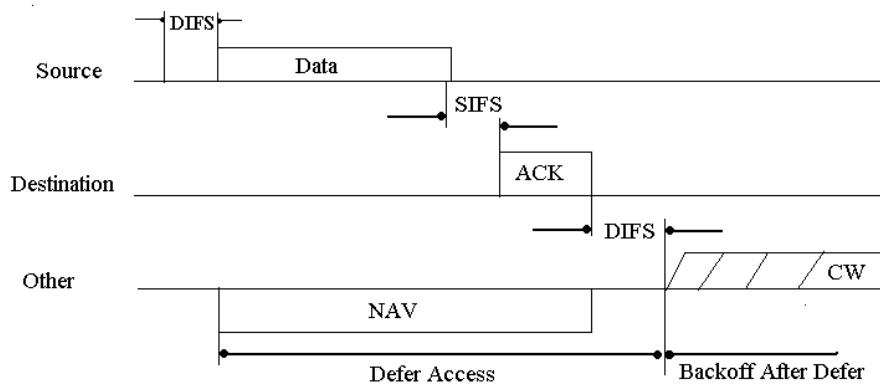 DIFS
Source
Data
SIFS
Destination
ACK
DIFS
Other
CW
NAV
Defer Access
Backoff After Defer